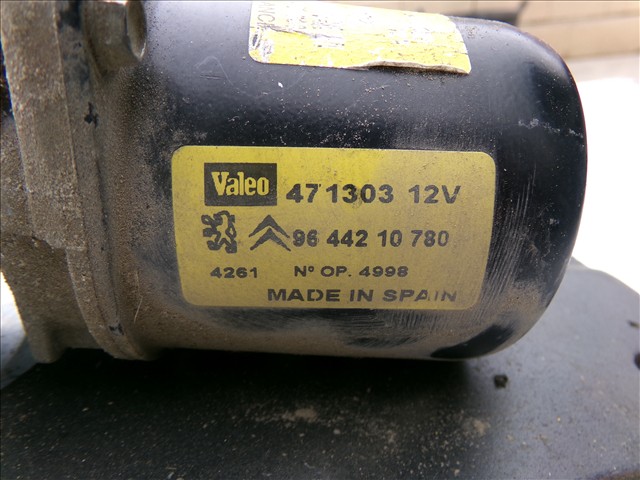 Valeo 471303 12V
96 442 10 780
4261 Nº OP. 4998
MADE IN SPAIN